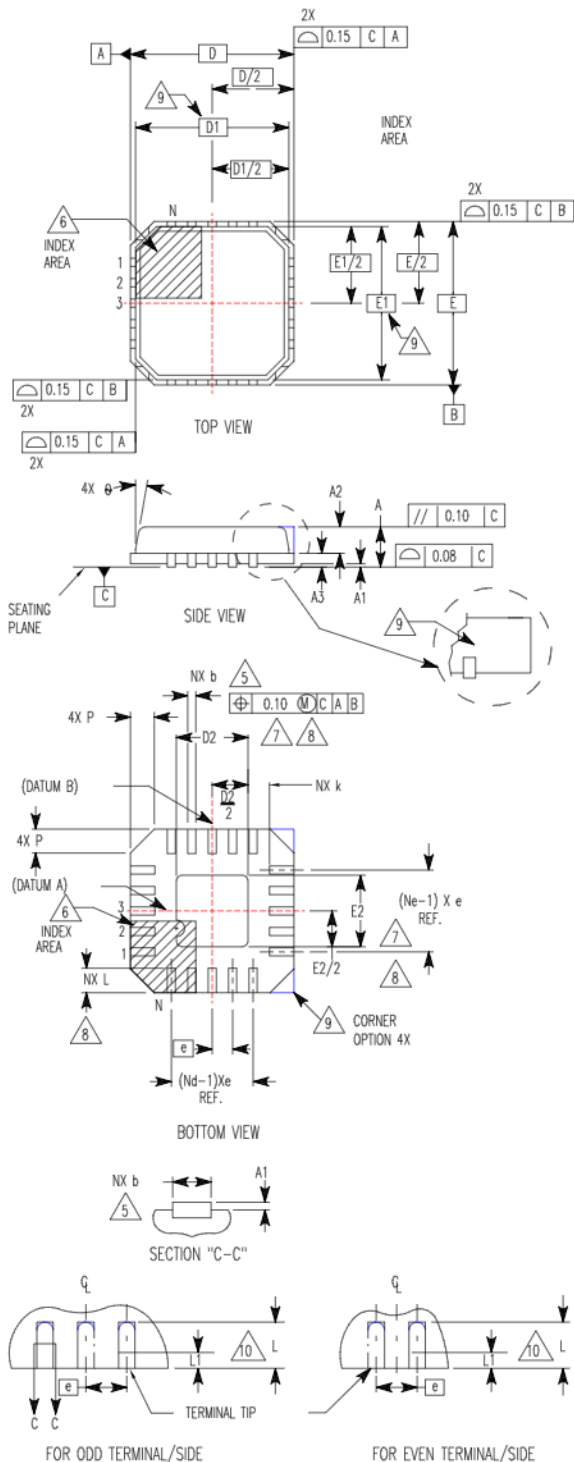 2X
0.15 C A
A
D
D/2
9
D1
D1/2
INDEX
AREA
2X
0.15 C B
N
6
INDEX
AREA
1
2
3
E1/2
E/2
E1
E
9
0.15 C B
2X
0.15 C A
2X
B
TOP VIEW
4X θ
A2
A
// 0.10 C
0.08 C
A3
A1
C
SEATING
PLANE
SIDE VIEW
9
NX b
5
0.10 M C A B
4X P
D2
7
8
(DATUM B)
D2
2
NX k
4X P
(DATUM A)
6
INDEX
AREA
3
2
1
E2
E2/2
(Ne-1) X e
REF.
7
8
NX L
8
N
9
CORNER
OPTION 4X
e
(Nd-1)Xe
REF.
BOTTOM VIEW
NX b
5
A1
SECTION "C-C"
CL
CL
L
10
L1
L
10
L1
e
e
C C
TERMINAL TIP
FOR ODD TERMINAL/SIDE
FOR EVEN TERMINAL/SIDE